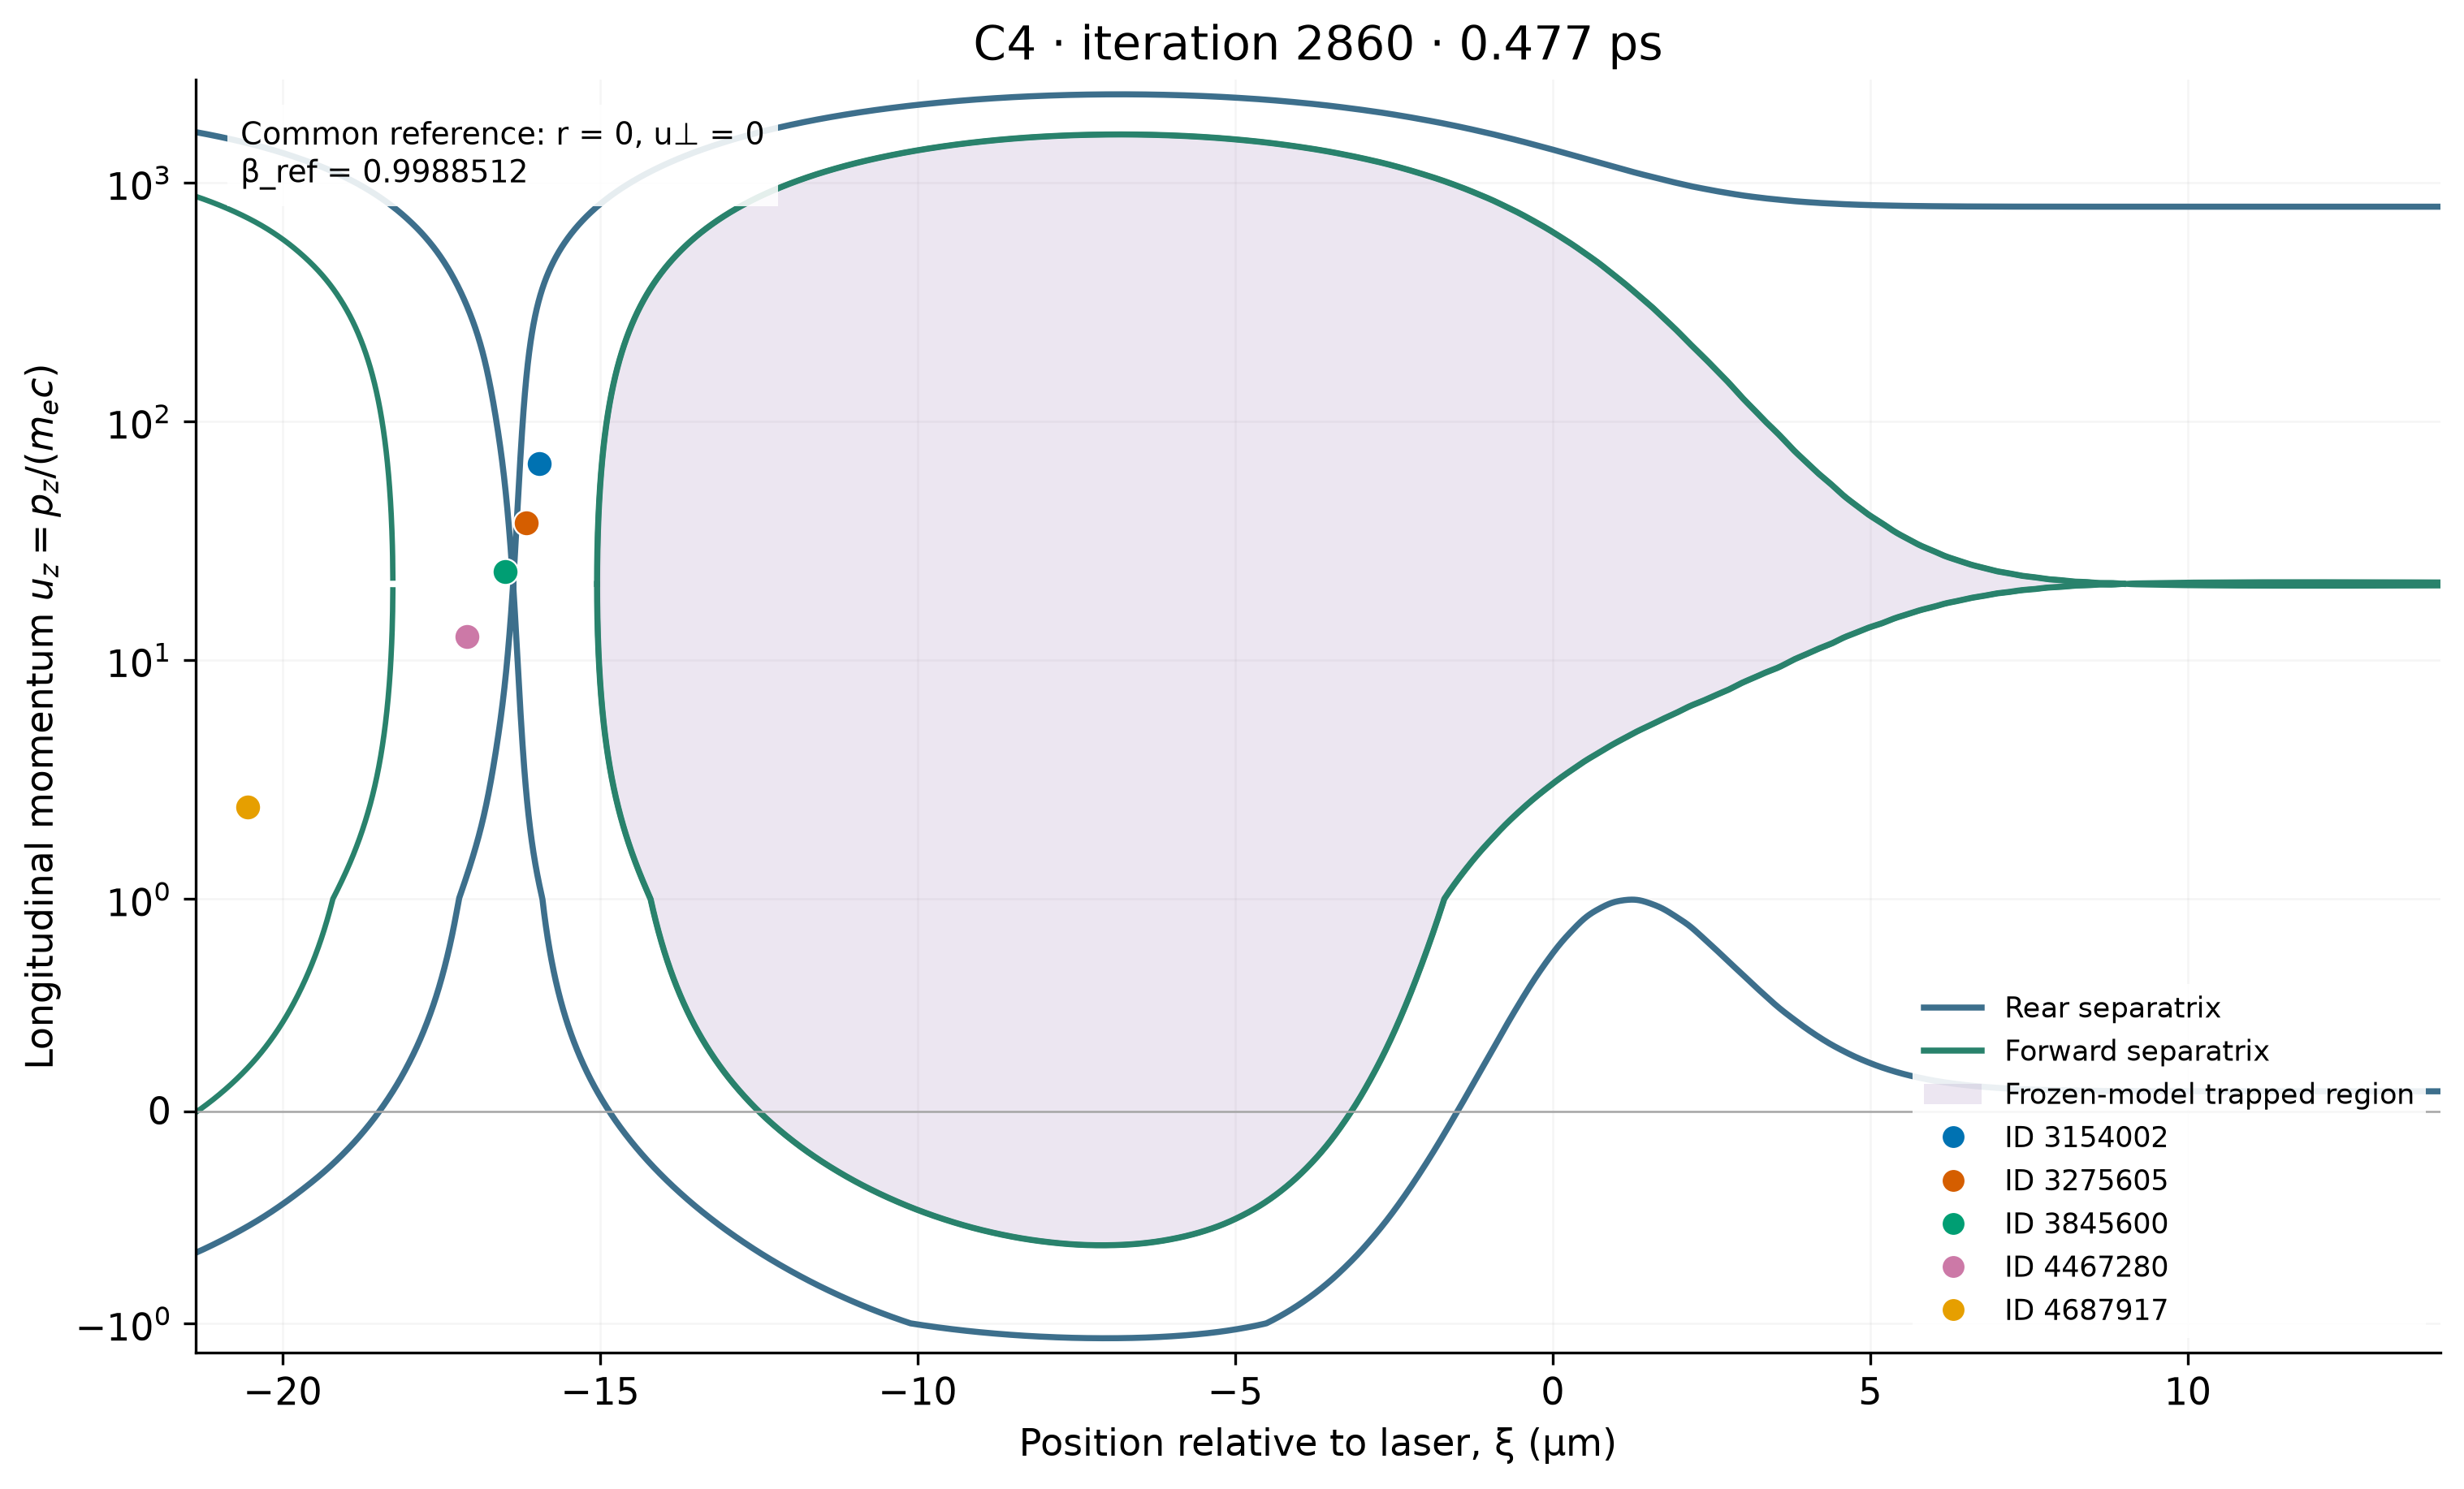 C4 · iteration 2860 · 0.477 ps
Common reference: r = 0, u⊥ = 0
β_ref = 0.9988512
10³
10²
10¹
10⁰
0
−10⁰
Longitudinal momentum u_z = p_z/(m_e c)
−20
−15
−10
−5
0
5
10
Position relative to laser, ξ (µm)
Rear separatrix
Forward separatrix
Frozen-model trapped region
ID 3154002
ID 3275605
ID 3845600
ID 4467280
ID 4687917